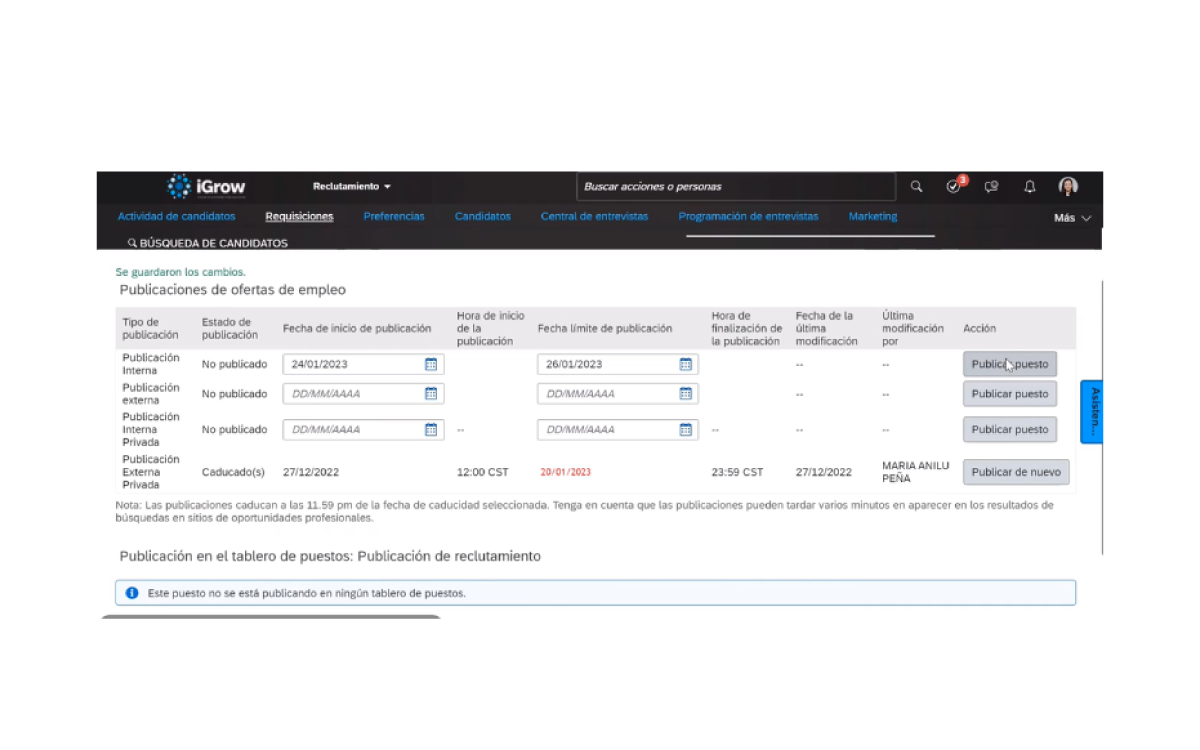 iGrow
Reclutamiento
Buscar acciones o personas
3
Actividad de candidatos
Requisiciones
Preferencias
Candidatos
Central de entrevistas
Programación de entrevistas
Marketing
Más
BÚSQUEDA DE CANDIDATOS
Se guardaron los cambios.
Publicaciones de ofertas de empleo
Tipo de
publicación
Estado de
publicación
Fecha de inicio de publicación
Hora de inicio
de la
publicación
Fecha límite de publicación
Hora de
finalización de
la publicación
Fecha de la
última
modificación
Última
modificación
por
Acción
Publicación
Interna
No publicado
24/01/2023
26/01/2023
--
--
Publicar puesto
Publicación
externa
No publicado
DD/MM/AAAA
DD/MM/AAAA
--
--
Publicar puesto
Publicación
Interna
Privada
No publicado
DD/MM/AAAA
--
DD/MM/AAAA
--
--
--
Publicar puesto
Publicación
Externa
Privada
Caducado(s)
27/12/2022
12:00 CST
20/01/2023
23:59 CST
27/12/2022
MARIA ANILU
PEÑA
Publicar de nuevo
Asisten...
Nota: Las publicaciones caducan a las 11.59 pm de la fecha de caducidad seleccionada. Tenga en cuenta que las publicaciones pueden tardar varios minutos en aparecer en los resultados de
búsquedas en sitios de oportunidades profesionales.
Publicación en el tablero de puestos: Publicación de reclutamiento
Este puesto no se está publicando en ningún tablero de puestos.